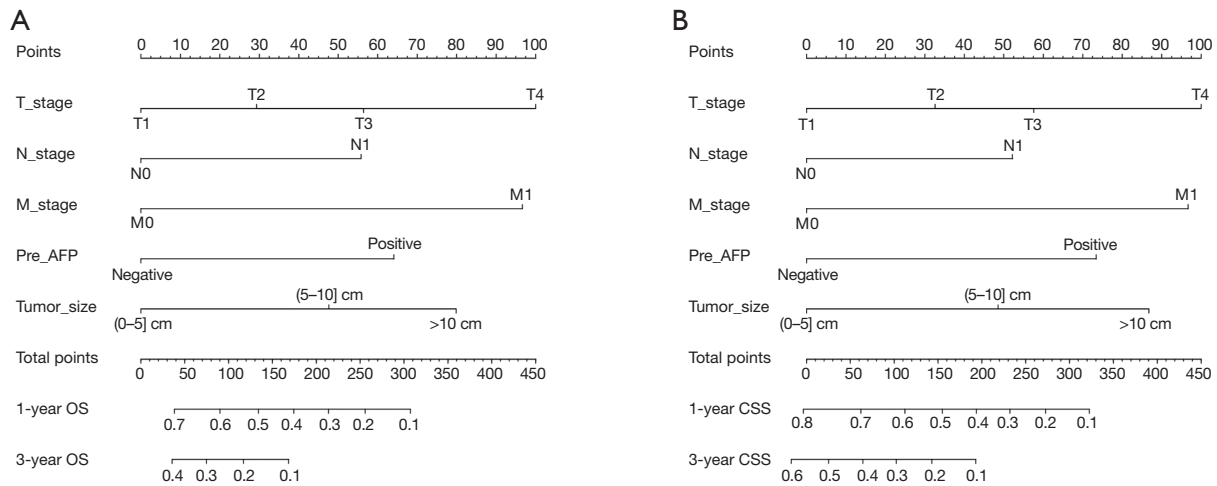 A
Points 0 10 20 30 40 50 60 70 80 90 100
T2 T4
T_stage
T1 T3
N1
N_stage
N0
M1
M_stage
M0
Positive
Pre_AFP
Negative
(5–10] cm
Tumor_size
(0–5] cm >10 cm
Total points
0 50 100 150 200 250 300 350 400 450
1-year OS
0.7 0.6 0.5 0.4 0.3 0.2 0.1
3-year OS
0.4 0.3 0.2 0.1
B
Points 0 10 20 30 40 50 60 70 80 90 100
T2 T4
T_stage
T1 T3
N1
N_stage
N0
M1
M_stage
M0
Positive
Pre_AFP
Negative
(5–10] cm
Tumor_size
(0–5] cm >10 cm
Total points
0 50 100 150 200 250 300 350 400 450
1-year CSS
0.8 0.7 0.6 0.5 0.4 0.3 0.2 0.1
3-year CSS
0.6 0.5 0.4 0.3 0.2 0.1